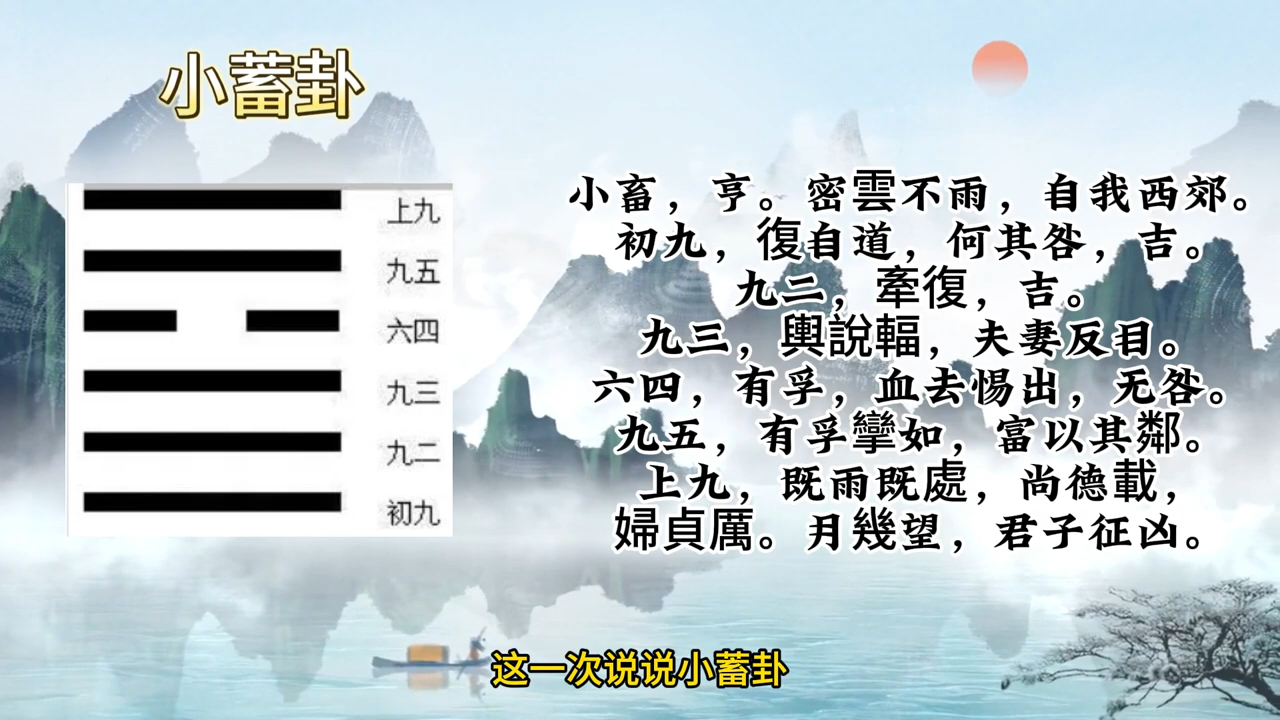 小蓄卦
上九
九五
六四
九三
九二
初九
小畜，亨。密雲不雨，自我西郊。
初九，復自道，何其咎，吉。
九二，牽復，吉。
九三，輿說輻，夫妻反目。
六四，有孚，血去惕出，无咎。
九五，有孚攣如，富以其鄰。
上九，既雨既處，尚德載，
婦貞厲。月幾望，君子征凶。
这一次说说小蓄卦